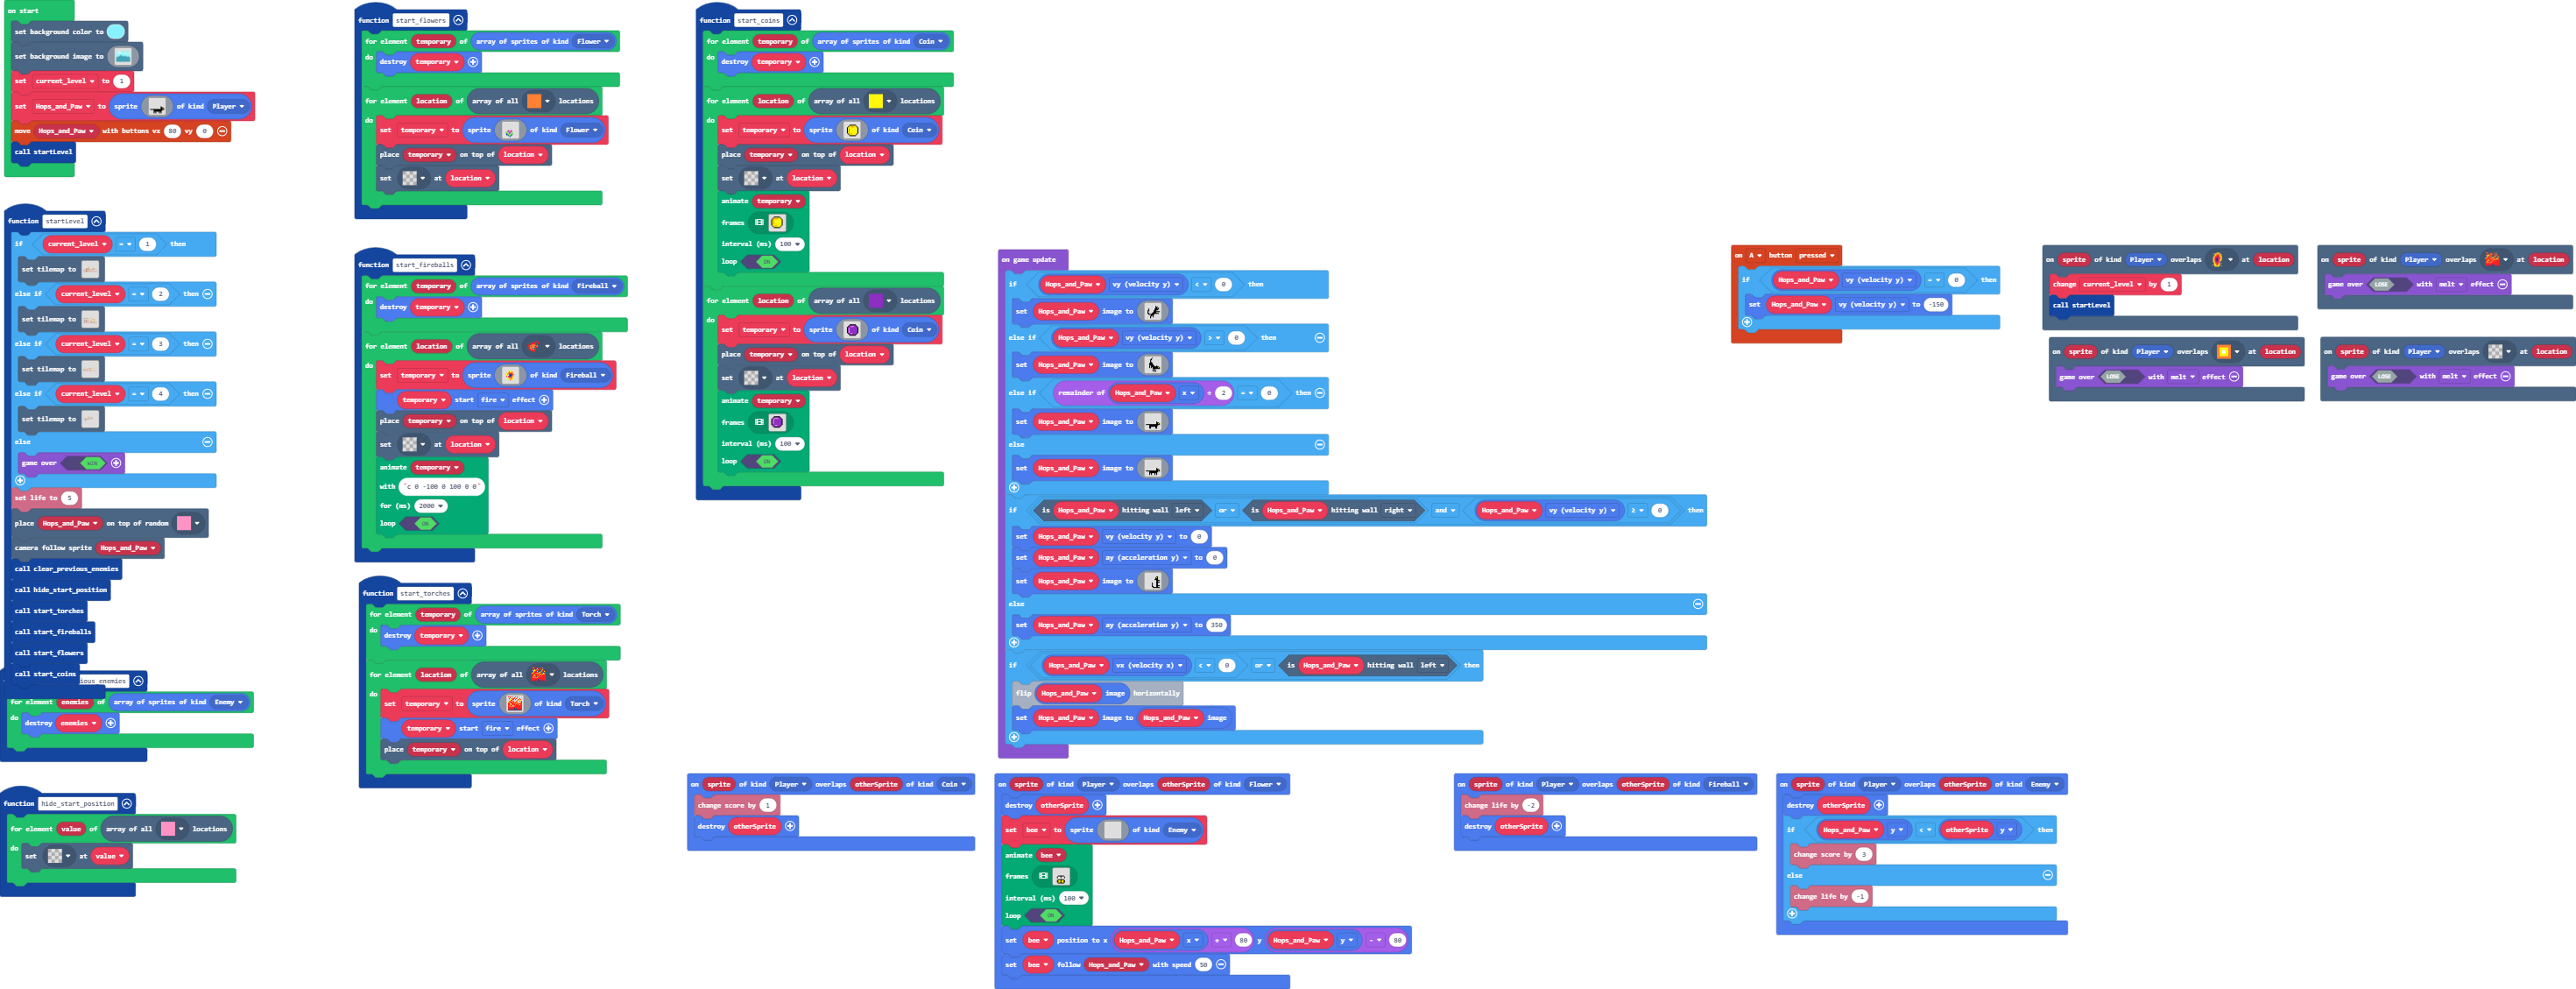 on start
set background color to
set background image to
set current_level to 1
set Hops_and_Paw to sprite of kind Player
move Hops_and_Paw with buttons vx 80 vy 0
call startLevel
function startLevel
if current_level = 1 then
set tilemap to
else if current_level = 2 then
set tilemap to
else if current_level = 3 then
set tilemap to
else if current_level = 4 then
set tilemap to
else
game over WIN
set life to 5
place Hops_and_Paw on top of random
camera follow sprite Hops_and_Paw
call clear_previous_enemies
call hide_start_position
call start_torches
call start_fireballs
call start_flowers
call start_coins
ious_enemies
for element enemies of array of sprites of kind Enemy
do
destroy enemies
function hide_start_position
for element value of array of all locations
do
set at value
function start_flowers
for element temporary of array of sprites of kind Flower
do
destroy temporary
for element location of array of all locations
do
set temporary to sprite of kind Flower
place temporary on top of location
set at location
function start_fireballs
for element temporary of array of sprites of kind Fireball
do
destroy temporary
for element location of array of all locations
do
set temporary to sprite of kind Fireball
temporary start fire effect
place temporary on top of location
set at location
animate temporary
with "c 0 -100 0 100 0 0"
for (ms) 2000
loop ON
function start_torches
for element temporary of array of sprites of kind Torch
do
destroy temporary
for element location of array of all locations
do
set temporary to sprite of kind Torch
temporary start fire effect
place temporary on top of location
function start_coins
for element temporary of array of sprites of kind Coin
do
destroy temporary
for element location of array of all locations
do
set temporary to sprite of kind Coin
place temporary on top of location
set at location
animate temporary
frames
interval (ms) 100
loop ON
for element location of array of all locations
do
set temporary to sprite of kind Coin
place temporary on top of location
set at location
animate temporary
frames
interval (ms) 100
loop ON
on game update
if Hops_and_Paw vy (velocity y) < 0 then
set Hops_and_Paw image to
else if Hops_and_Paw vy (velocity y) > 0 then
set Hops_and_Paw image to
else if remainder of Hops_and_Paw x ÷ 2 = 0 then
set Hops_and_Paw image to
else
set Hops_and_Paw image to
if is Hops_and_Paw hitting wall left or is Hops_and_Paw hitting wall right and Hops_and_Paw vy (velocity y) ≥ 0 then
set Hops_and_Paw vy (velocity y) to 0
set Hops_and_Paw ay (acceleration y) to 0
set Hops_and_Paw image to
else
set Hops_and_Paw ay (acceleration y) to 350
if Hops_and_Paw vx (velocity x) < 0 or is Hops_and_Paw hitting wall left then
flip Hops_and_Paw image horizontally
set Hops_and_Paw image to Hops_and_Paw image
on A button pressed
if Hops_and_Paw vy (velocity y) = 0 then
set Hops_and_Paw vy (velocity y) to -150
on sprite of kind Player overlaps at location
change current_level by 1
call startLevel
on sprite of kind Player overlaps at location
game over LOSE with melt effect
on sprite of kind Player overlaps at location
game over LOSE with melt effect
on sprite of kind Player overlaps at location
game over LOSE with melt effect
on sprite of kind Player overlaps otherSprite of kind Coin
change score by 1
destroy otherSprite
on sprite of kind Player overlaps otherSprite of kind Flower
destroy otherSprite
set bee to sprite of kind Enemy
animate bee
frames
interval (ms) 100
loop ON
set bee position to x Hops_and_Paw x + 80 y Hops_and_Paw y - 80
set bee follow Hops_and_Paw with speed 50
on sprite of kind Player overlaps otherSprite of kind Fireball
change life by -2
destroy otherSprite
on sprite of kind Player overlaps otherSprite of kind Enemy
destroy otherSprite
if Hops_and_Paw y < otherSprite y then
change score by 3
else
change life by -1